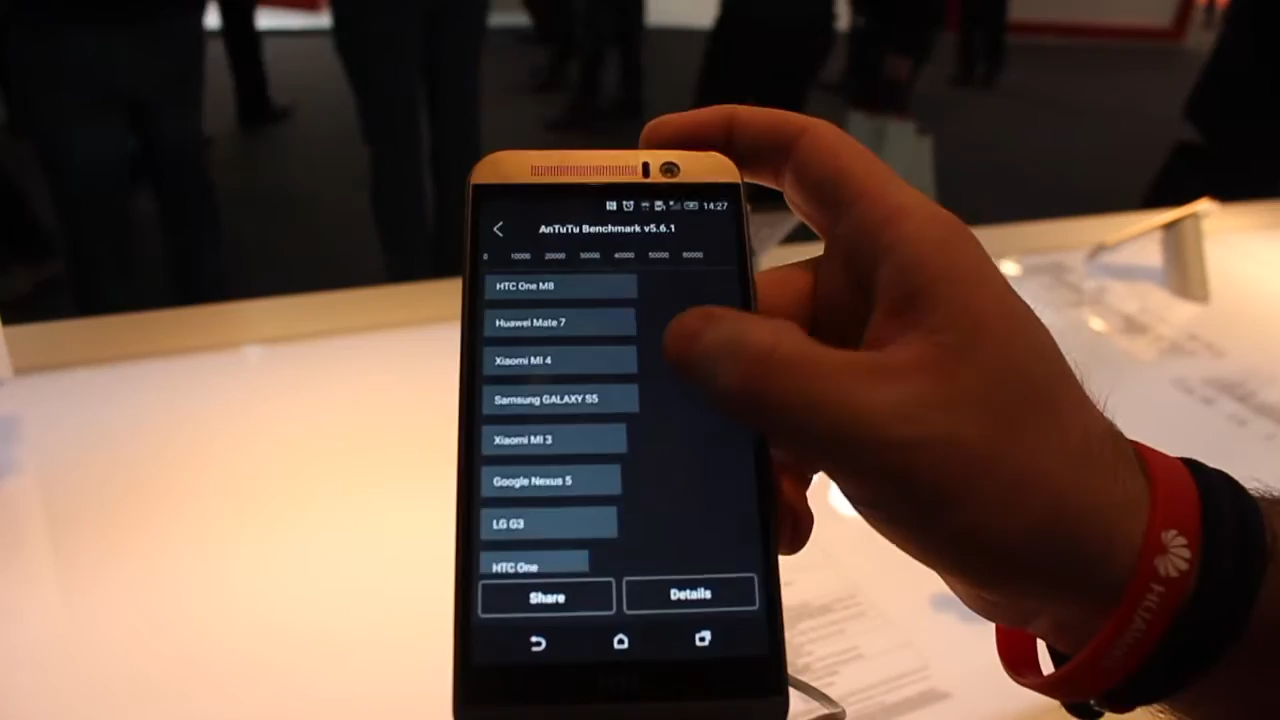 14:27
AnTuTu Benchmark v5.6.1
0 10000 20000 30000 40000 50000 60000
HTC One M8
Huawei Mate 7
Xiaomi MI 4
Samsung GALAXY S5
Xiaomi MI 3
Google Nexus 5
LG G3
HTC One
Share
Details
HUAWEI